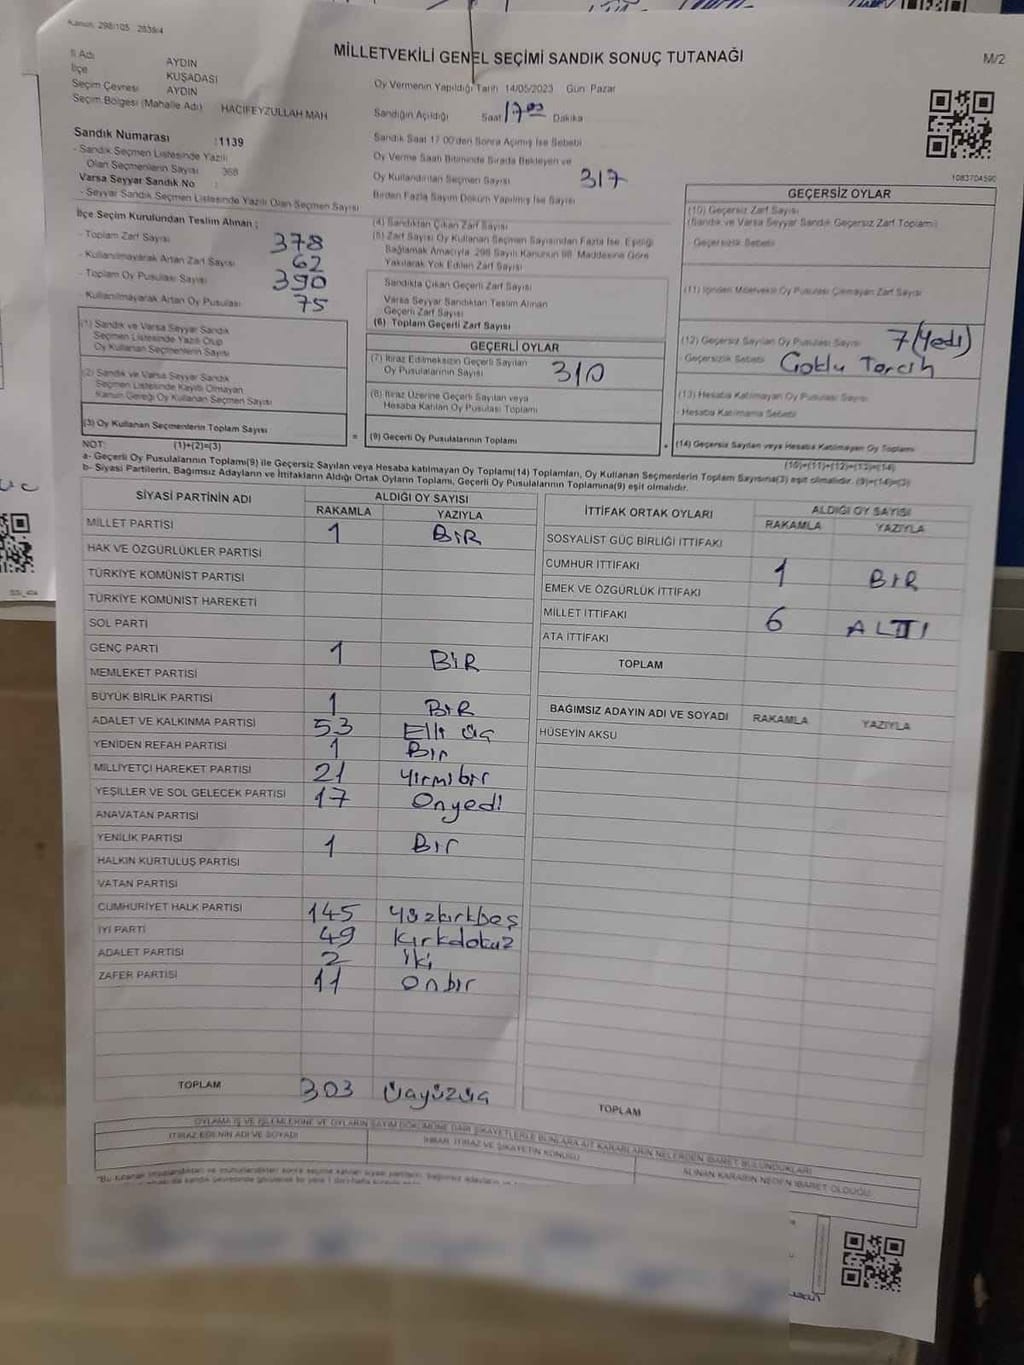 Kanun: 298/105 2839/4
MİLLETVEKİLİ GENEL SEÇİMİ SANDIK SONUÇ TUTANAĞI
M/2
İl Adı AYDIN
İlçe KUŞADASI
Seçim Çevresi AYDIN
Seçim Bölgesi (Mahalle Adı) HACIFEYZULLAH MAH
Sandık Numarası :1139
- Sandık Seçmen Listesinde Yazılı
Olan Seçmenlerin Sayısı 368
Varsa Seyyar Sandık No :
- Seyyar Sandık Seçmen Listesinde Yazılı Olan Seçmen Sayısı
İlçe Seçim Kurulundan Teslim Alınan ;
- Toplam Zarf Sayısı 378
- Kullanılmayarak Artan Zarf Sayısı 62
- Toplam Oy Pusulası Sayısı 390
- Kullanılmayarak Artan Oy Pusulası 75
Oy Vermenin Yapıldığı Tarih 14/05/2023 Gün: Pazar
Sandığın Açıldığı Saat 17 00 Dakika
Sandık Saat 17:00'den Sonra Açılmış İse Sebebi
Oy Verme Saati Bitiminde Sırada Bekleyen ve
Oy Kullandırılan Seçmen Sayısı 317
Birden Fazla Sayım Döküm Yapılmış İse Sayısı
(4) Sandıktan Çıkan Zarf Sayısı
(5) Zarf Sayısı Oy Kullanan Seçmen Sayısından Fazla İse, Eşitliği
Bağlamak Amacıyla, 298 Sayılı Kanunun 98. Maddesine Göre
Yakılarak Yok Edilen Zarf Sayısı
Sandıkta Çıkan Geçerli Zarf Sayısı
Varsa Seyyar Sandıktan Teslim Alınan
Geçerli Zarf Sayısı
(6) Toplam Geçerli Zarf Sayısı
1083704590
GEÇERSİZ OYLAR
(10) Geçersiz Zarf Sayısı
(Sandık ve Varsa Seyyar Sandık Geçersiz Zarf Toplamı)
- Geçersizlik Sebebi
(11) İçinden Milletvekili Oy Pusulası Çıkmayan Zarf Sayısı
(12) Geçersiz Sayılan Oy Pusulası Sayısı 7 (Yedi)
Geçersizlik Sebebi Çoklu Tercih
(13) Hesaba Katılmayan Oy Pusulası Sayısı
- Hesaba Katılmama Sebebi
(14) Geçersiz Sayılan veya Hesaba Katılmayan Oy Toplamı
(10)+(11)+(12)+(13)=(14)
(1) Sandık ve Varsa Seyyar Sandık
Seçmen Listesinde Yazılı Olup
Oy Kullanan Seçmenlerin Sayısı
(2) Sandık ve Varsa Seyyar Sandık
Seçmen Listesinde Kayıtlı Olmayan
Kanun Gereği Oy Kullanan Seçmen Sayısı
(3) Oy Kullanan Seçmenlerin Toplam Sayısı
GEÇERLİ OYLAR
(7) İtiraz Edilmeksizin Geçerli Sayılan
Oy Pusulalarının Sayısı 310
(8) İtiraz Üzerine Geçerli Sayılan veya
Hesaba Katılan Oy Pusulası Toplamı
= (9) Geçerli Oy Pusulalarının Toplamı +
NOT: (1)+(2)=(3)
a- Geçerli Oy Pusulalarının Toplamı(9) ile Geçersiz Sayılan veya Hesaba katılmayan Oy Toplamı(14) Toplamları, Oy Kullanan Seçmenlerin Toplam Sayısına(3) eşit olmalıdır. (9)+(14)=(3)
b- Siyasi Partilerin, Bağımsız Adayların ve İttifakların Aldığı Ortak Oyların Toplamı, Geçerli Oy Pusulalarının Toplamına(9) eşit olmalıdır.
SİYASİ PARTİNİN ADI ALDIĞI OY SAYISI
RAKAMLA YAZIYLA
MİLLET PARTİSİ 1 BİR
HAK VE ÖZGÜRLÜKLER PARTİSİ
TÜRKİYE KOMÜNİST PARTİSİ
TÜRKİYE KOMÜNİST HAREKETİ
SOL PARTİ
GENÇ PARTİ 1 BİR
MEMLEKET PARTİSİ
BÜYÜK BİRLİK PARTİSİ 1 BİR
ADALET VE KALKINMA PARTİSİ 53 Elli üç
YENİDEN REFAH PARTİSİ 1 Bir
MİLLİYETÇİ HAREKET PARTİSİ 21 Yirmibir
YEŞİLLER VE SOL GELECEK PARTİSİ 17 Onyedi
ANAVATAN PARTİSİ
YENİLİK PARTİSİ 1 Bir
HALKIN KURTULUŞ PARTİSİ
VATAN PARTİSİ
CUMHURİYET HALK PARTİSİ 145 Yüzkırkbeş
İYİ PARTİ 49 Kırkdokuz
ADALET PARTİSİ 2 iki
ZAFER PARTİSİ 11 onbir
TOPLAM 303 Üçyüzüç
İTTİFAK ORTAK OYLARI ALDIĞI OY SAYISI
RAKAMLA YAZIYLA
SOSYALİST GÜÇ BİRLİĞİ İTTİFAKI
CUMHUR İTTİFAKI 1 BİR
EMEK VE ÖZGÜRLÜK İTTİFAKI
MİLLET İTTİFAKI 6 ALTI
ATA İTTİFAKI
TOPLAM
BAĞIMSIZ ADAYIN ADI VE SOYADI RAKAMLA YAZIYLA
HÜSEYİN AKSU
TOPLAM
OYLAMA İŞ VE İŞLEMLERİNE VE OYLARIN SAYIM DÖKÜMÜNE DAİR ŞİKAYETLERLE BUNLARA AİT KARARLARIN NELERDEN İBARET BULUNDUKLARI
İTİRAZ EDENİN ADI VE SOYADI İHBAR, İTİRAZ VE ŞİKAYETİN KONUSU ALINAN KARARIN NEDEN İBARET OLDUĞU